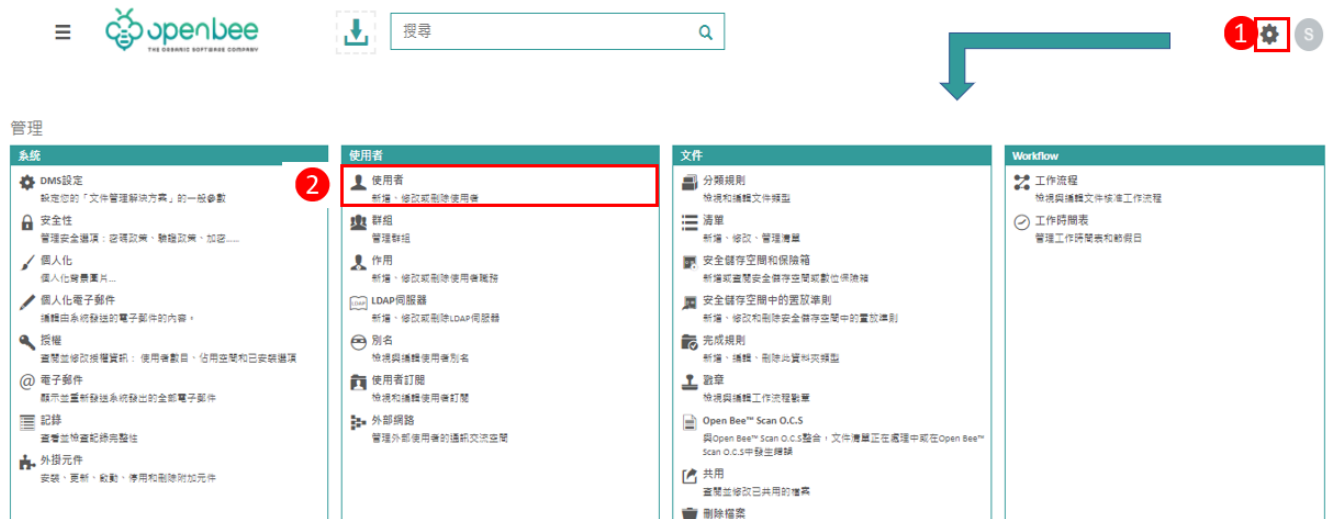 openbee
THE ORGANIC SOFTWARE COMPANY
搜尋
1
S
管理
系統
DMS設定
設定您的「文件管理解決方案」的一般參數
安全性
管理安全選項：密碼政策、驗證政策、加密......
個人化
個人化背景圖片...
個人化電子郵件
編輯由系統發送的電子郵件的內容。
授權
查閱並修改授權資訊： 使用者數目、佔用空間和已安裝選項
@ 電子郵件
顯示並重新發送系統發出的全部電子郵件
記錄
查看並檢查記錄完整性
外掛元件
安裝、更新、啟動、停用和刪除附加元件
2
使用者
使用者
新增、修改或刪除使用者
群組
管理群組
作用
新增、修改或刪除使用者職務
LDAP LDAP伺服器
新增、修改或刪除LDAP伺服器
別名
檢視與編輯使用者別名
使用者訂閱
檢視和編輯使用者訂閱
外部網路
管理外部使用者的通訊交流空間
文件
分類規則
檢視和編輯文件類型
清單
新增、修改、管理清單
安全儲存空間和保險箱
新增或查閱安全儲存空間或數位保險箱
安全儲存空間中的置放準則
新增、修改和刪除安全儲存空間中的置放準則
完成規則
新增、編輯、刪除此資料夾類型
戳章
檢視與編輯工作流程戳章
Open Bee™ Scan O.C.S
與Open Bee™ Scan O.C.S整合，文件清單正在處理中或在Open Bee™
Scan O.C.S中發生錯誤
共用
查閱並修改已共用的檔案
刪除檔案
Workflow
工作流程
檢視與編輯文件核准工作流程
工作時間表
管理工作時間表和節假日